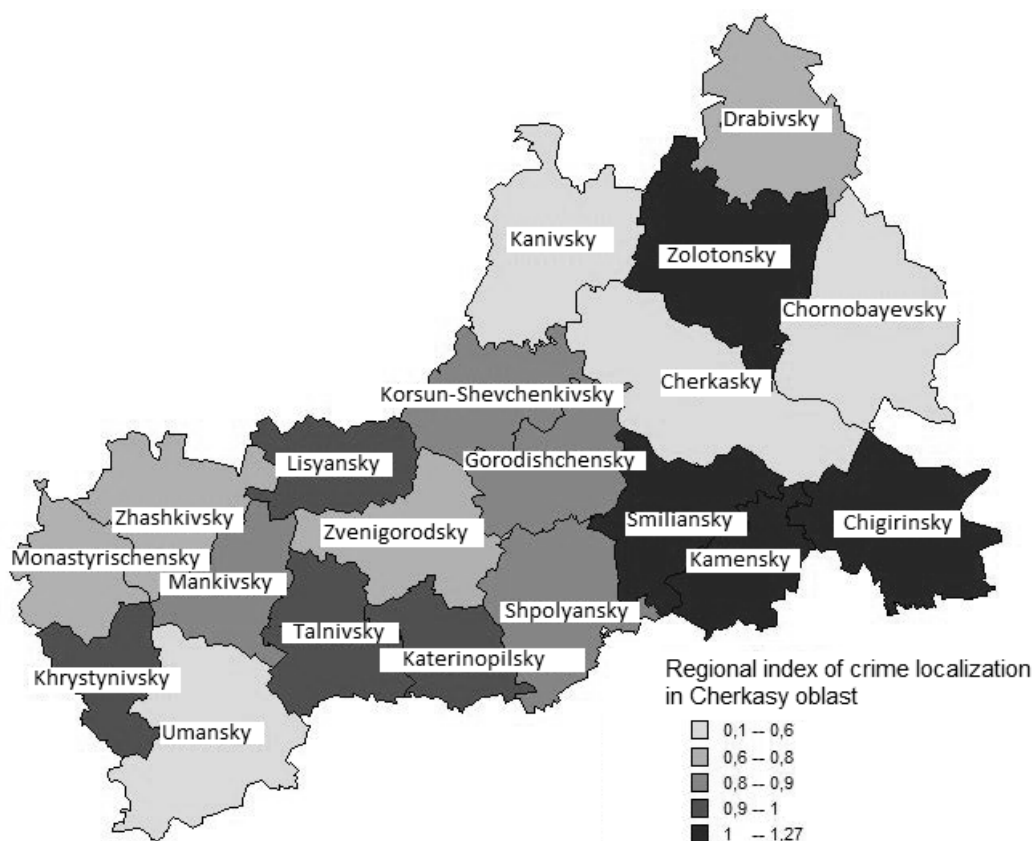 Drabivsky
Kanivsky
Zolotonsky
Chornobayevsky
Cherkasky
Korsun-Shevchenkivsky
Lisyansky
Gorodishchensky
Zhashkivsky
Zvenigorodsky
Smiliansky
Chigirinsky
Monastyrischensky
Mankivsky
Kamensky
Shpolyansky
Talnivsky
Katerinopilsky
Khrystynivsky
Umansky
Regional index of crime localization
in Cherkasy oblast
0,1 -- 0,6
0,6 -- 0,8
0,8 -- 0,9
0,9 -- 1
1 -- 1.27